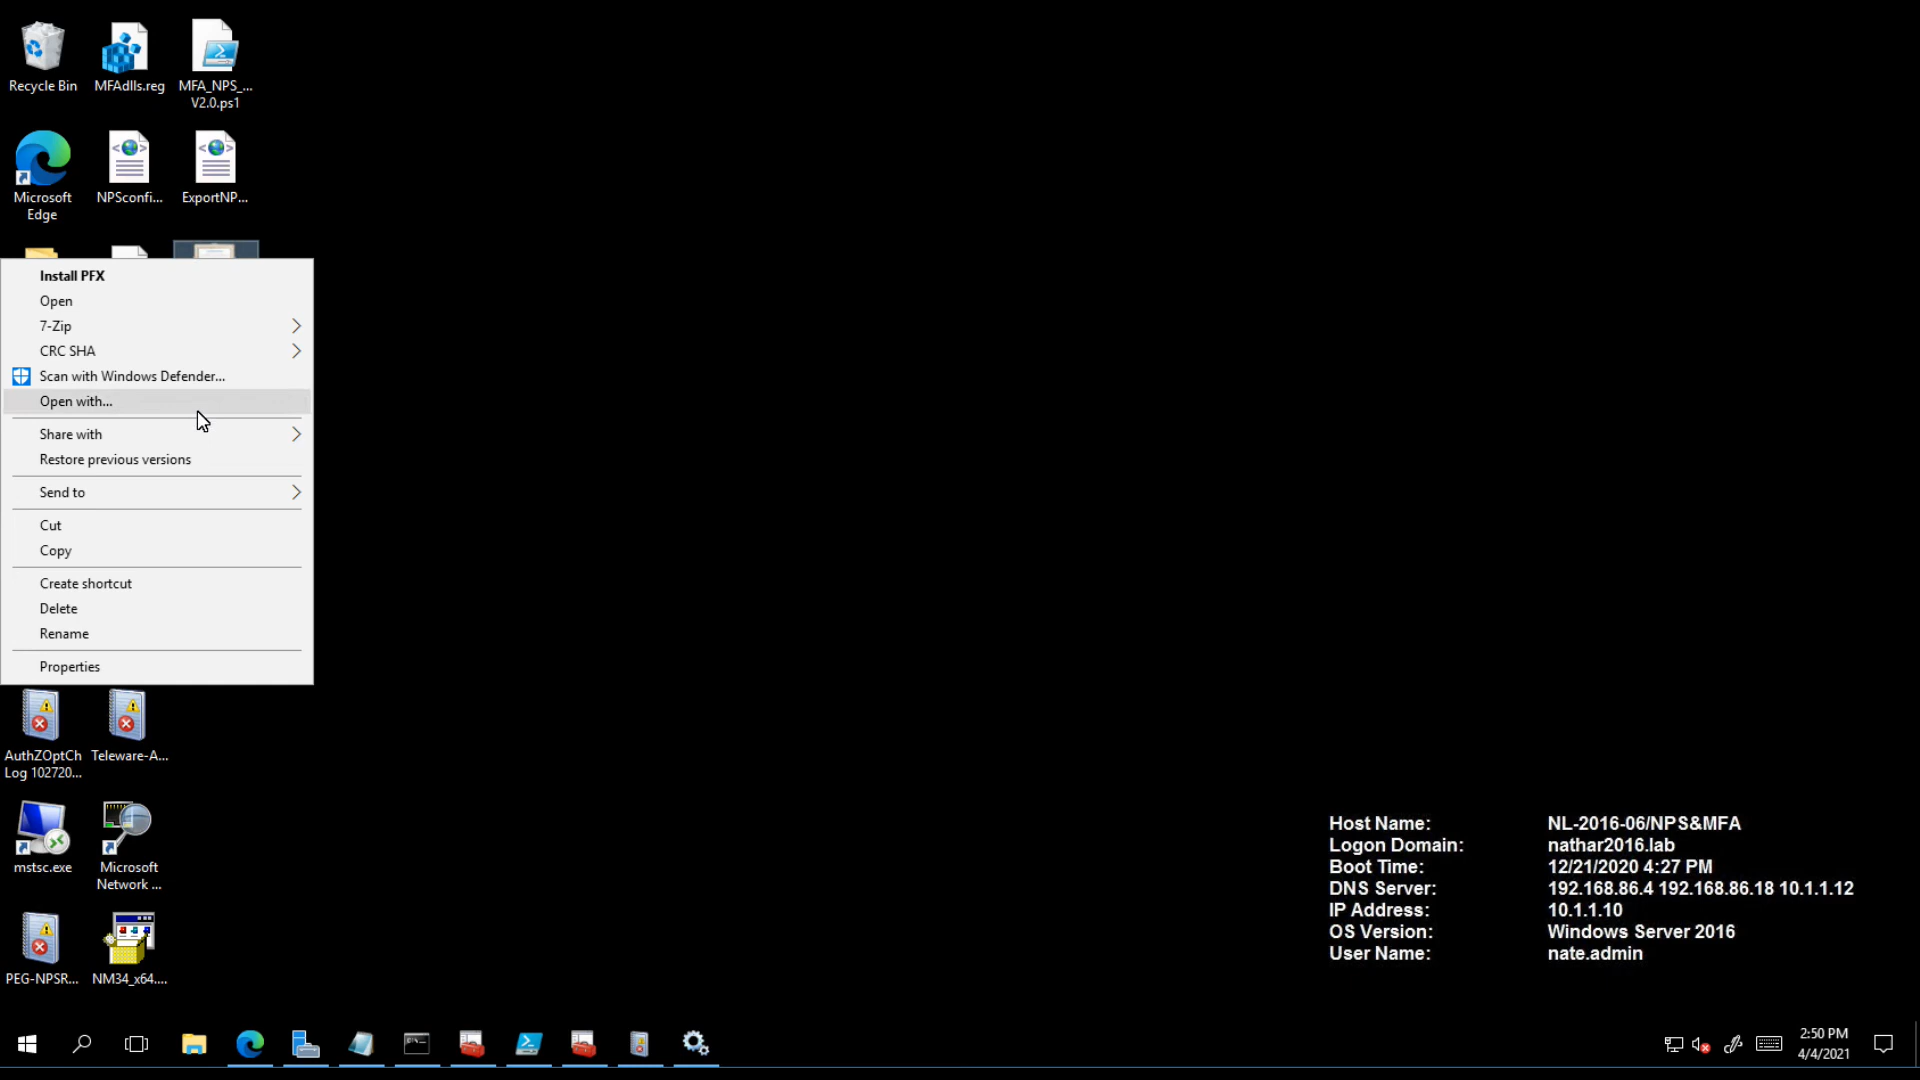 Recycle Bin
MFAdlls.reg
MFA_NPS_...
V2.0.ps1
Microsoft
Edge
NPSconfi...
ExportNP...
Install PFX
Open
7-Zip
CRC SHA
Scan with Windows Defender...
Open with...
Share with
Restore previous versions
Send to
Cut
Copy
Create shortcut
Delete
Rename
Properties
AuthZOptCh
Log 102720...
Teleware-A...
mstsc.exe
Microsoft
Network ...
PEG-NPSR...
NM34_x64....
Host Name: NL-2016-06/NPS&MFA
Logon Domain: nathar2016.lab
Boot Time: 12/21/2020 4:27 PM
DNS Server: 192.168.86.4 192.168.86.18 10.1.1.12
IP Address: 10.1.1.10
OS Version: Windows Server 2016
User Name: nate.admin
2:50 PM
4/4/2021